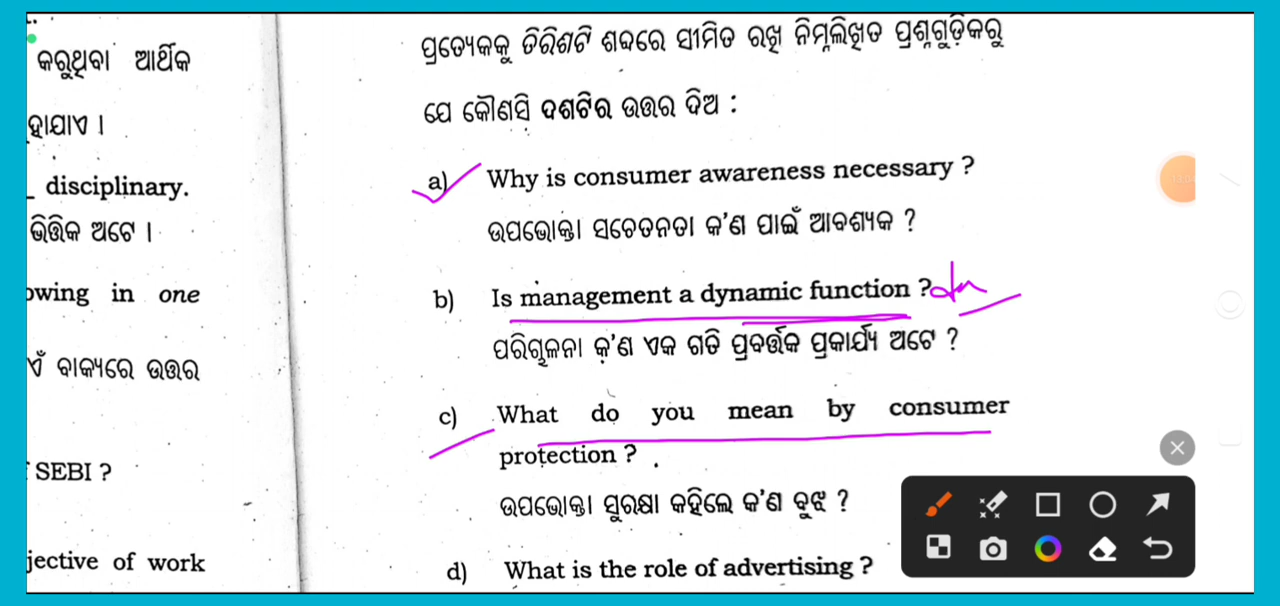 କରୁଥିବା ଆର୍ଥିକ
ହାଯାଏ ।
disciplinary.
ଭିତ୍ତିକ ଅଟେ ।
owing in one
ବାକ୍ୟରେ ଉତ୍ତର
SEBI ?
jective of work
ପ୍ରତ୍ୟେକକୁ ତିରିଶଟି ଶବ୍ଦରେ ସୀମିତ ରଖି ନିମ୍ନଲିଖିତ ପ୍ରଶ୍ନଗୁଡ଼ିକରୁ
ଯେ କୌଣସି ଦଶଟିର ଉତ୍ତର ଦିଅ :
a) Why is consumer awareness necessary ?
ଉପଭୋକ୍ତା ସଚେତନତା କ'ଣ ପାଇଁ ଆବଶ୍ୟକ ?
b) Is management a dynamic function ?
ପରିଚାଳନା କ'ଣ ଏକ ଗତି ପ୍ରବର୍ତ୍ତକ ପ୍ରକାର୍ଯ୍ୟ ଅଟେ ?
c) What do you mean by consumer
protection ?
ଉପଭୋକ୍ତା ସୁରକ୍ଷା କହିଲେ କ'ଣ ବୁଝ ?
d) What is the role of advertising ?